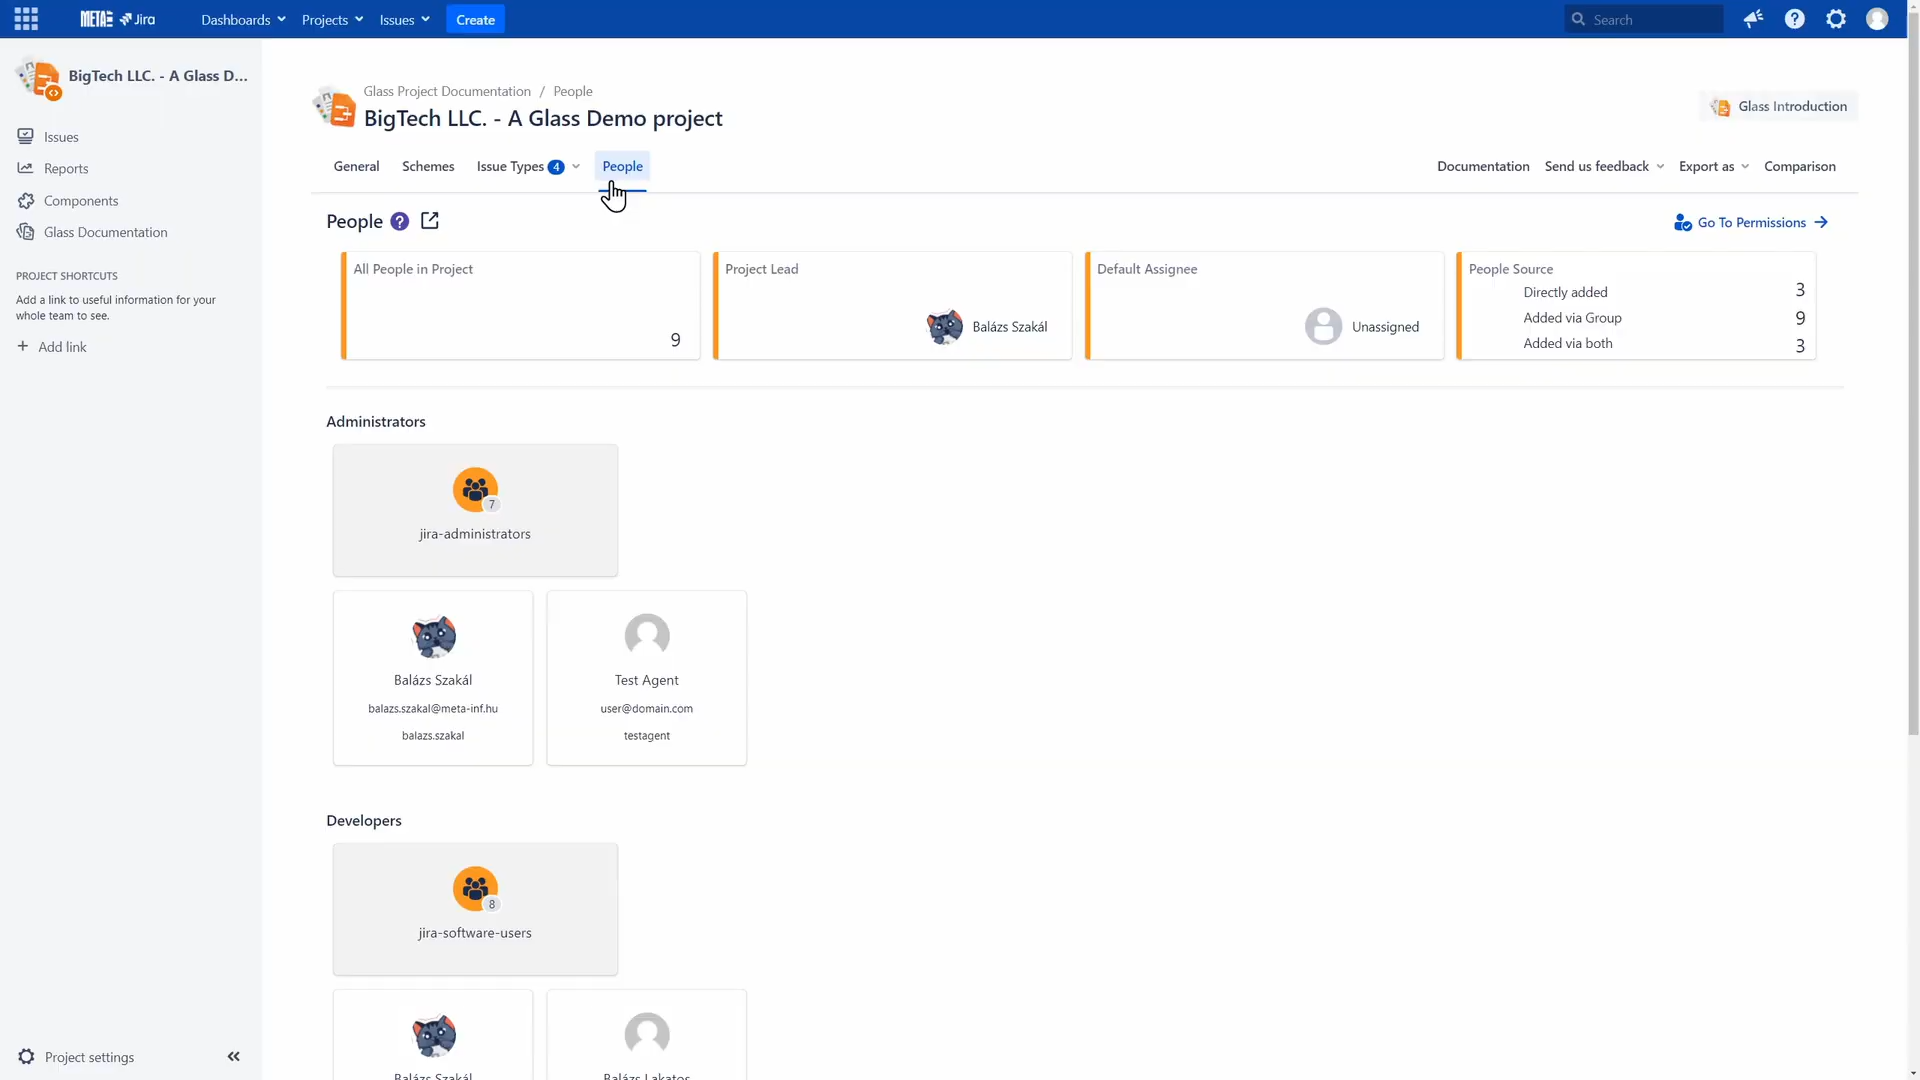 META Jira Dashboards Projects Issues Create Search
BigTech LLC. - A Glass D...
Issues
Reports
Components
Glass Documentation
PROJECT SHORTCUTS
Add a link to useful information for your
whole team to see.
+ Add link
Project settings
Glass Project Documentation / People
BigTech LLC. - A Glass Demo project
Glass Introduction
General Schemes Issue Types 4 People
Documentation Send us feedback Export as Comparison
People ?
Go To Permissions
All People in Project
9
Project Lead
Balázs Szakál
Default Assignee
Unassigned
People Source
Directly added 3
Added via Group 9
Added via both 3
Administrators
7
jira-administrators
Balázs Szakál
balazs.szakal@meta-inf.hu
balazs.szakal
Test Agent
user@domain.com
testagent
Developers
8
jira-software-users
Balázs Szakál
Balázs Lakatos